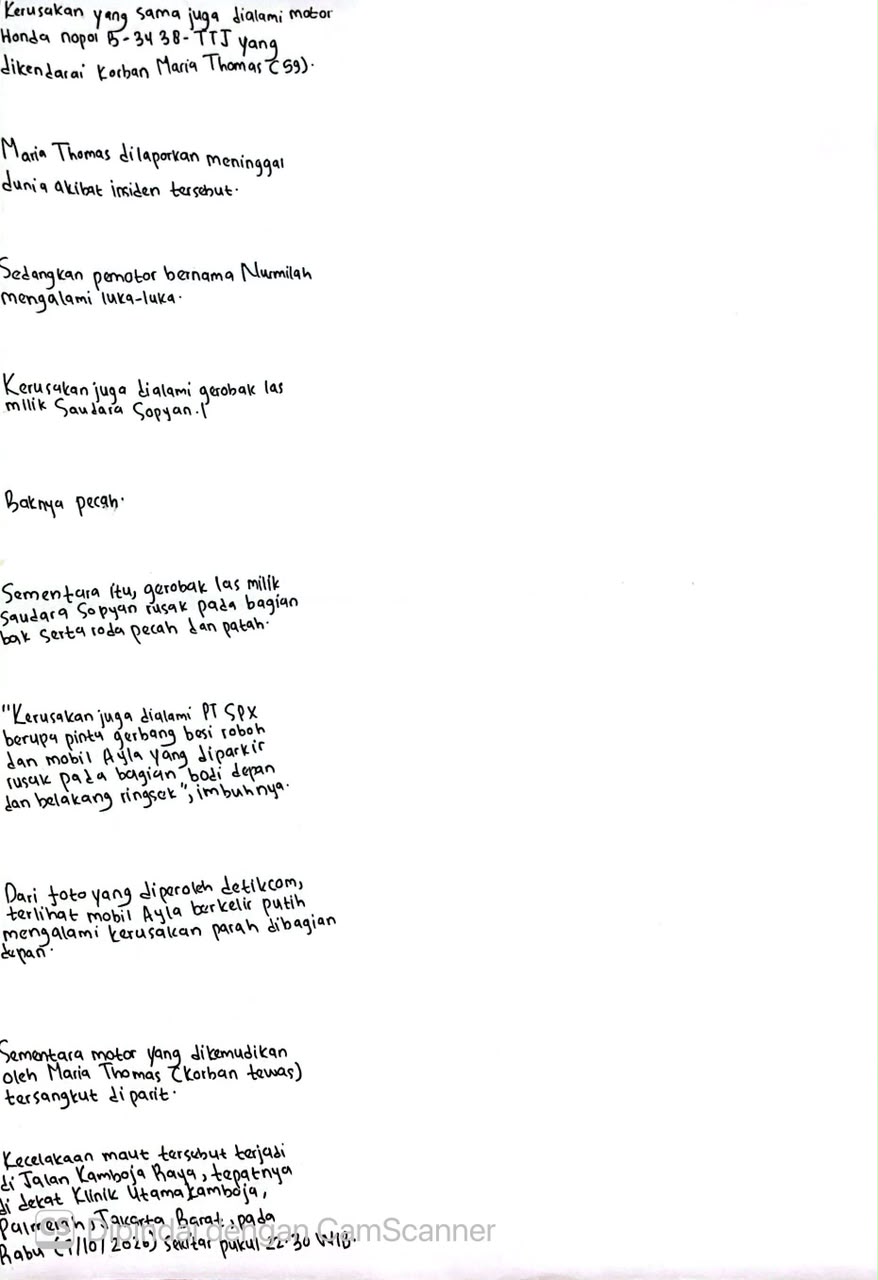 Kerusakan yang sama juga dialami motor
Honda nopol B-3438-TTJ yang
dikendarai korban Maria Thomas (59).
Maria Thomas dilaporkan meninggal
dunia akibat insiden tersebut.
Sedangkan pemotor bernama Nurmilah
mengalami luka-luka.
Kerusakan juga dialami gerobak las
milik Saudara Sopyan.
Baknya pecah.
Sementara itu, gerobak las milik
Saudara Sopyan rusak pada bagian
bak serta roda pecah dan patah.
"Kerusakan juga dialami PT SPX
berupa pintu gerbang besi roboh
dan mobil Ayla yang diparkir
rusak pada bagian bodi depan
dan belakang ringsek", imbuhnya.
Dari foto yang diperoleh detikcom,
terlihat mobil Ayla berkelir putih
mengalami kerusakan parah dibagian
depan.
Sementara motor yang dikemudikan
oleh Maria Thomas (korban tewas)
tersangkut di parit.
Kecelakaan maut tersebut terjadi
di Jalan Kamboja Raya, tepatnya
di dekat Klinik Utama Kamboja,
Palmerah, Jakarta Barat, pada
Rabu (1/10/2026) sekitar pukul 22.30 WIB.
CS Dipindai dengan CamScanner